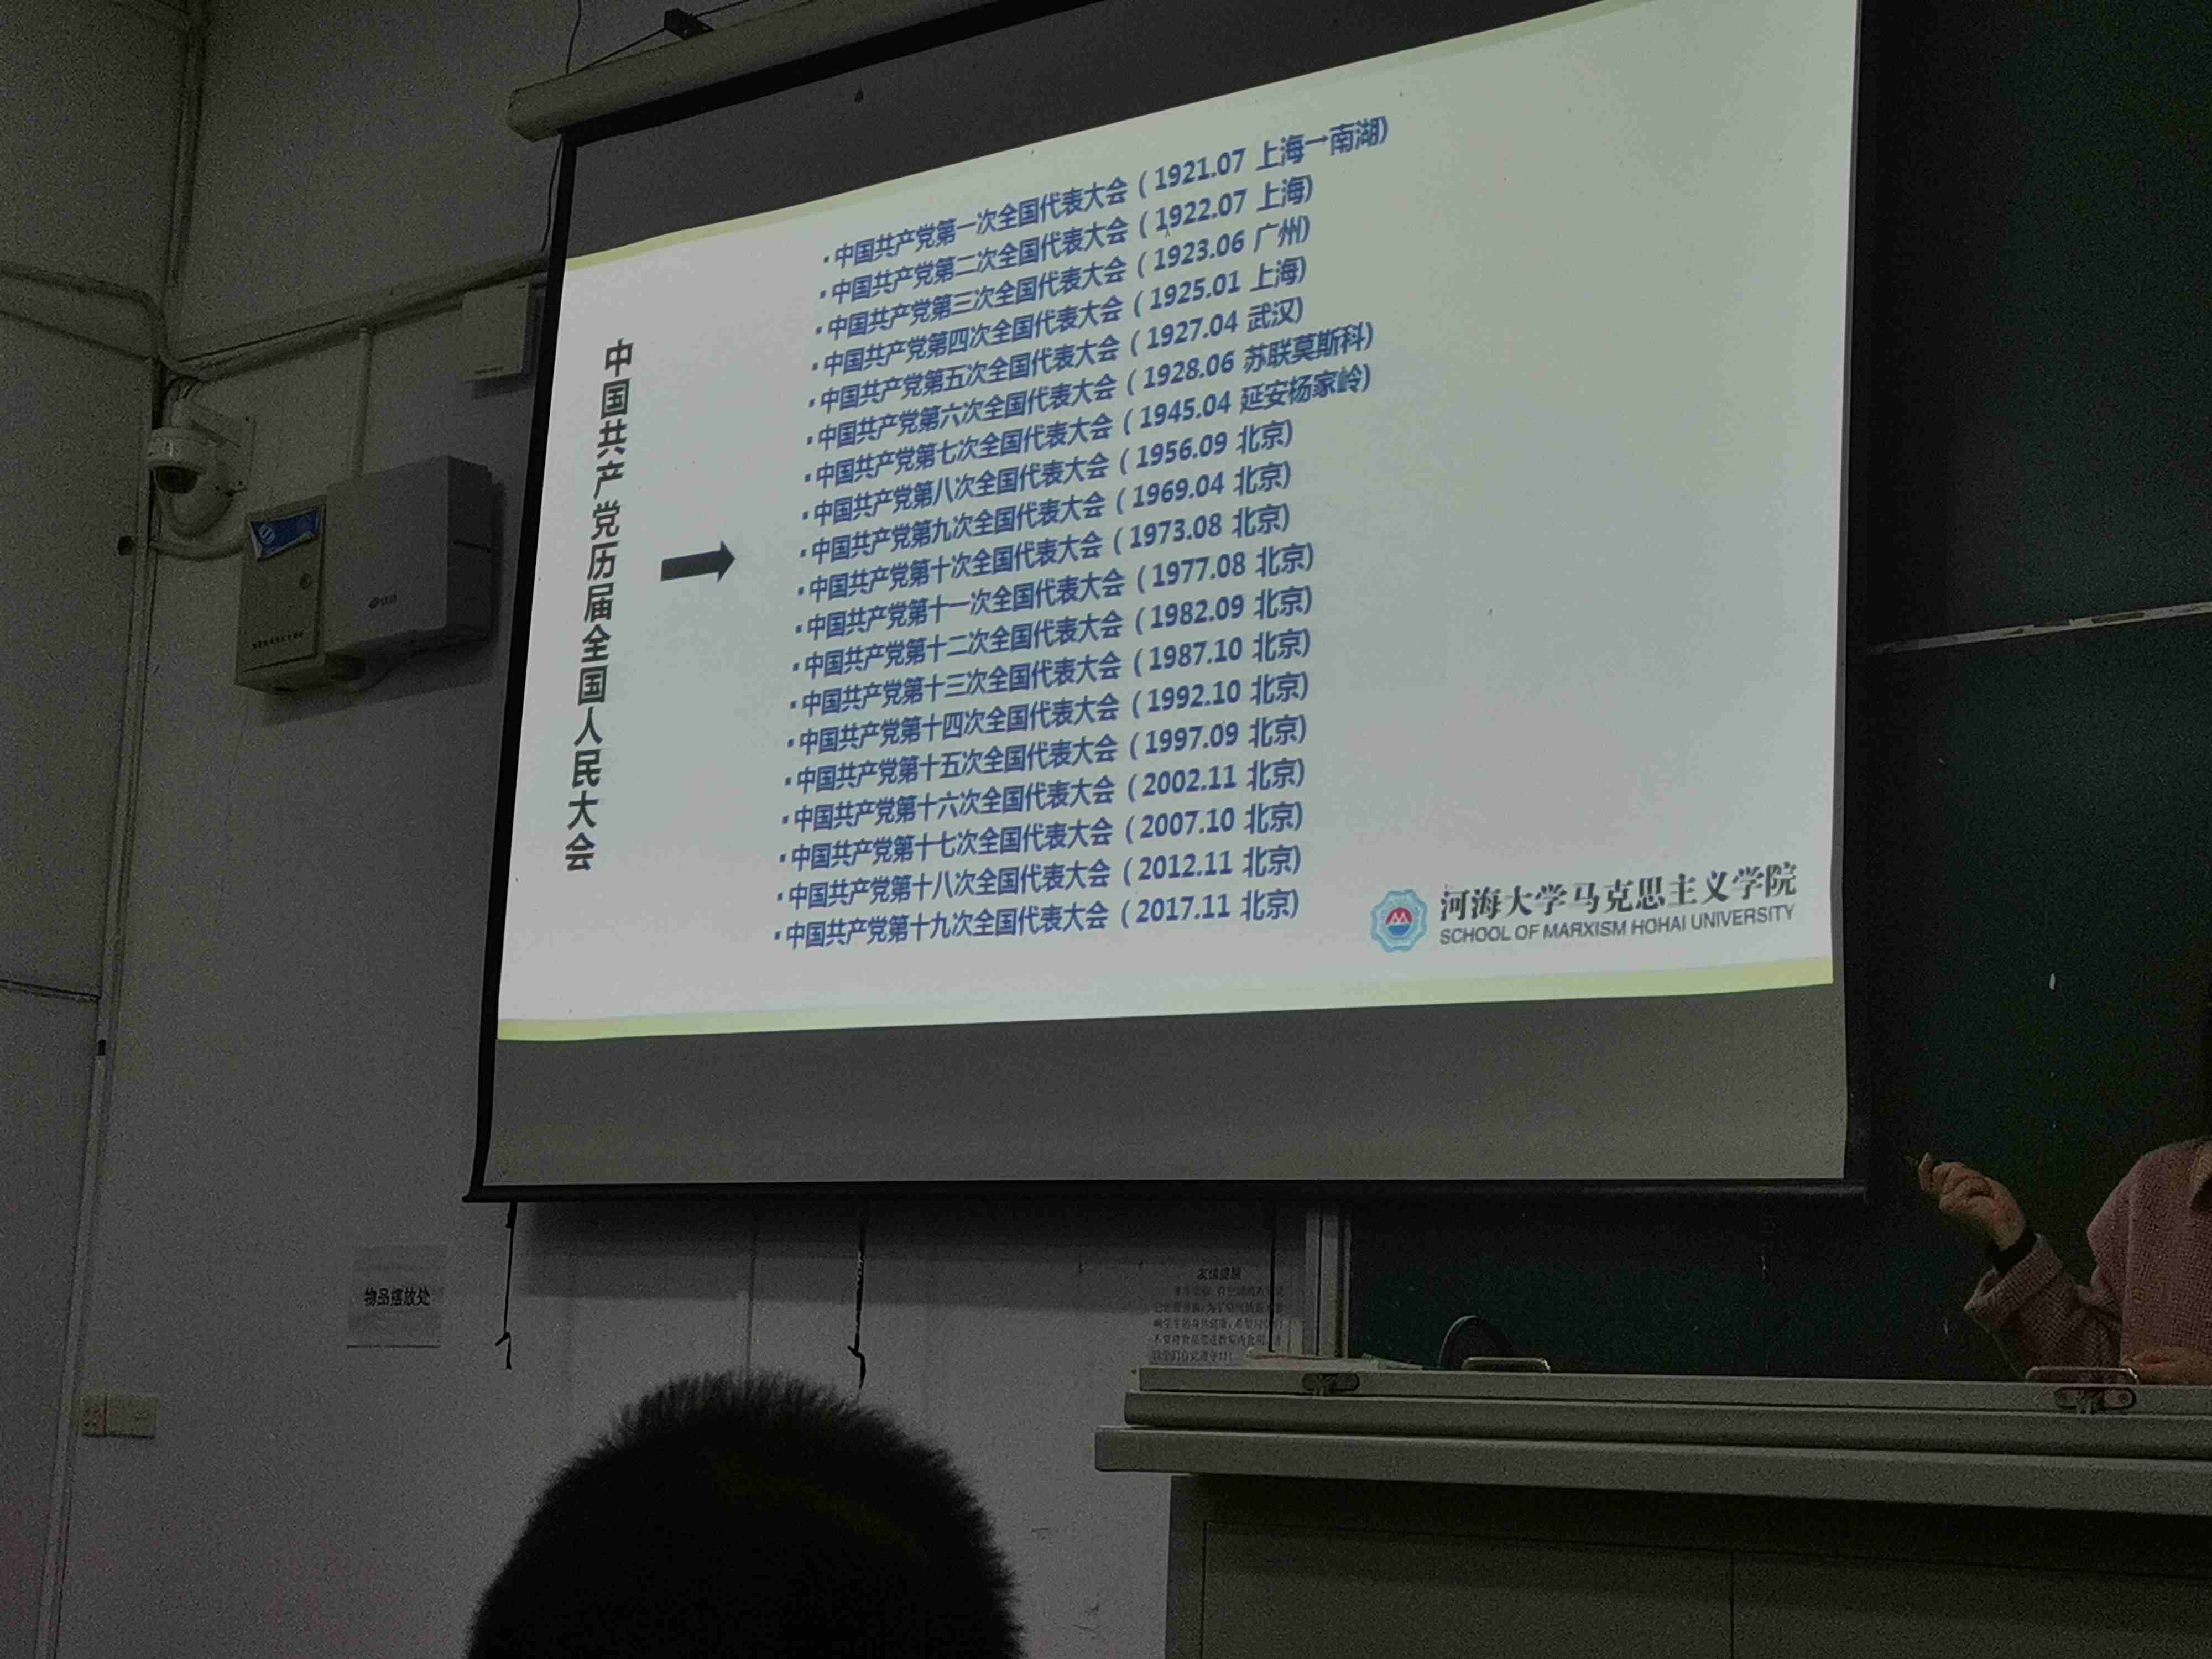 中国共产党历届全国人民大会
▪中国共产党第一次全国代表大会（1921.07 上海→南湖)
▪中国共产党第二次全国代表大会（1922.07 上海)
▪中国共产党第三次全国代表大会（1923.06 广州)
▪中国共产党第四次全国代表大会（1925.01 上海)
▪中国共产党第五次全国代表大会（1927.04 武汉)
▪中国共产党第六次全国代表大会（1928.06 苏联莫斯科)
▪中国共产党第七次全国代表大会（1945.04 延安杨家岭)
▪中国共产党第八次全国代表大会（1956.09 北京)
▪中国共产党第九次全国代表大会（1969.04 北京)
▪中国共产党第十次全国代表大会（1973.08 北京)
▪中国共产党第十一次全国代表大会（1977.08 北京)
▪中国共产党第十二次全国代表大会（1982.09 北京)
▪中国共产党第十三次全国代表大会（1987.10 北京)
▪中国共产党第十四次全国代表大会（1992.10 北京)
▪中国共产党第十五次全国代表大会（1997.09 北京)
▪中国共产党第十六次全国代表大会（2002.11 北京)
▪中国共产党第十七次全国代表大会（2007.10 北京)
▪中国共产党第十八次全国代表大会（2012.11 北京)
▪中国共产党第十九次全国代表大会（2017.11 北京)
河海大学马克思主义学院
SCHOOL OF MARXISM HOHAI UNIVERSITY
物品摆放处
友情提醒